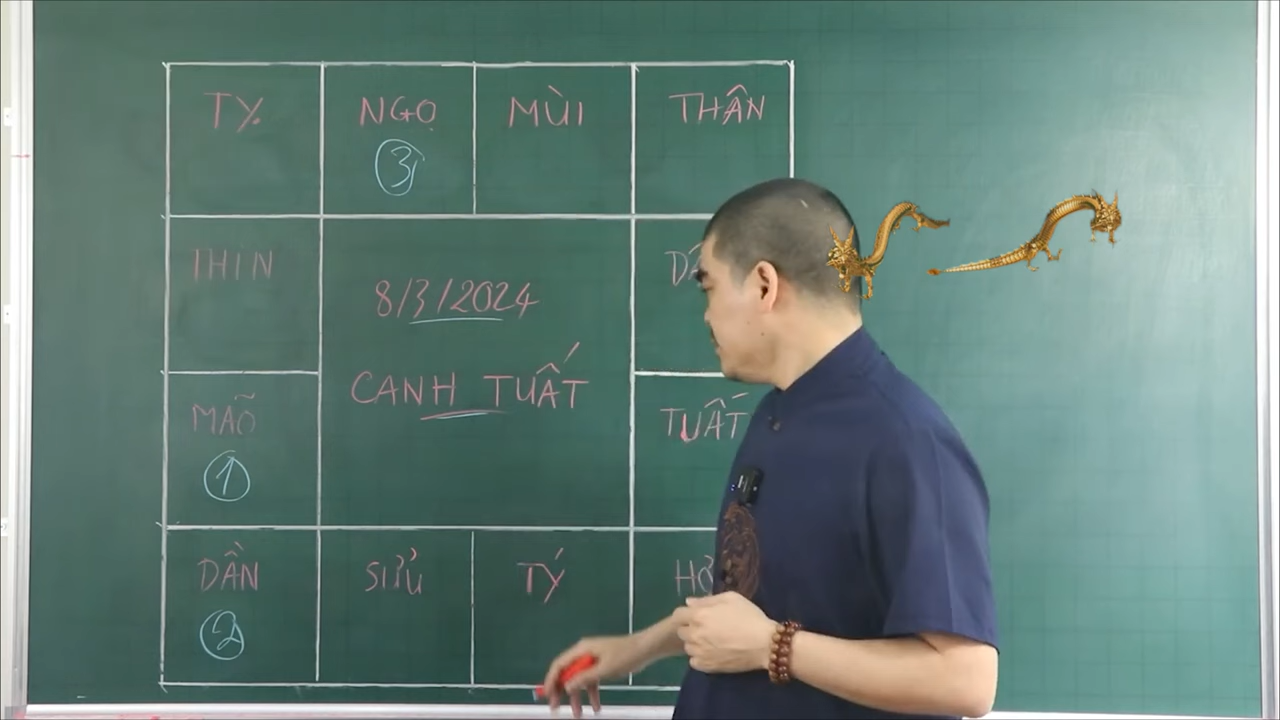 TỴ NGỌ MÙI THÂN
3
THÌN
8/3/2024
CANH TUẤT
MÃO TUẤT
1
DẦN SỬU TÝ
2